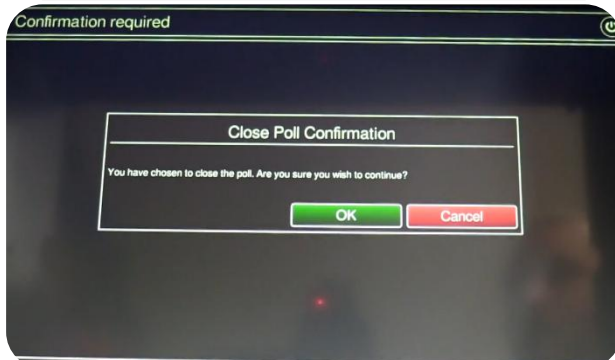 Confirmation required
Close Poll Confirmation
You have chosen to close the poll. Are you sure you wish to continue?
OK
Cancel